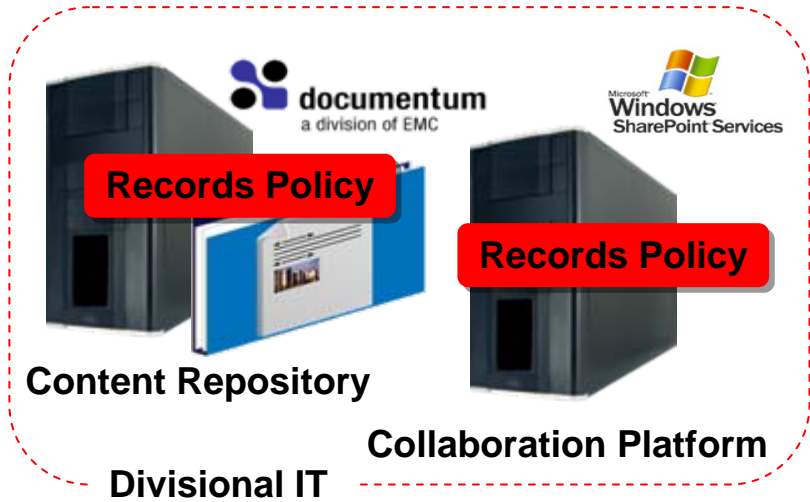 documentum
a division of EMC
Microsoft
Windows
SharePoint Services
Records Policy
Records Policy
Content Repository
Collaboration Platform
Divisional IT